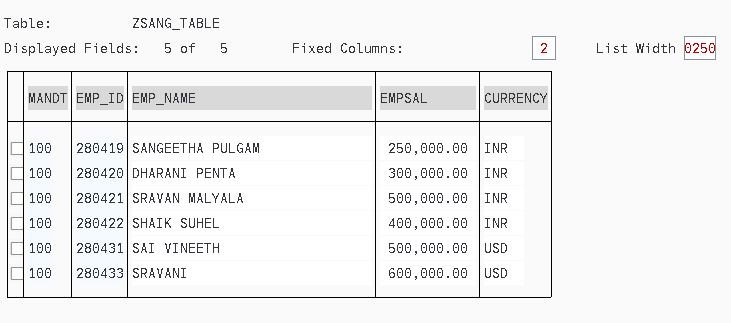 Table: ZSANG_TABLE
Displayed Fields: 5 of 5 Fixed Columns: 2 List Width 0250
MANDT EMP_ID EMP_NAME EMPSAL CURRENCY
100 280419 SANGEETHA PULGAM 250,000.00 INR
100 280420 DHARANI PENTA 300,000.00 INR
100 280421 SRAVAN MALYALA 500,000.00 INR
100 280422 SHAIK SUHEL 400,000.00 INR
100 280431 SAI VINEETH 500,000.00 USD
100 280433 SRAVANI 600,000.00 USD